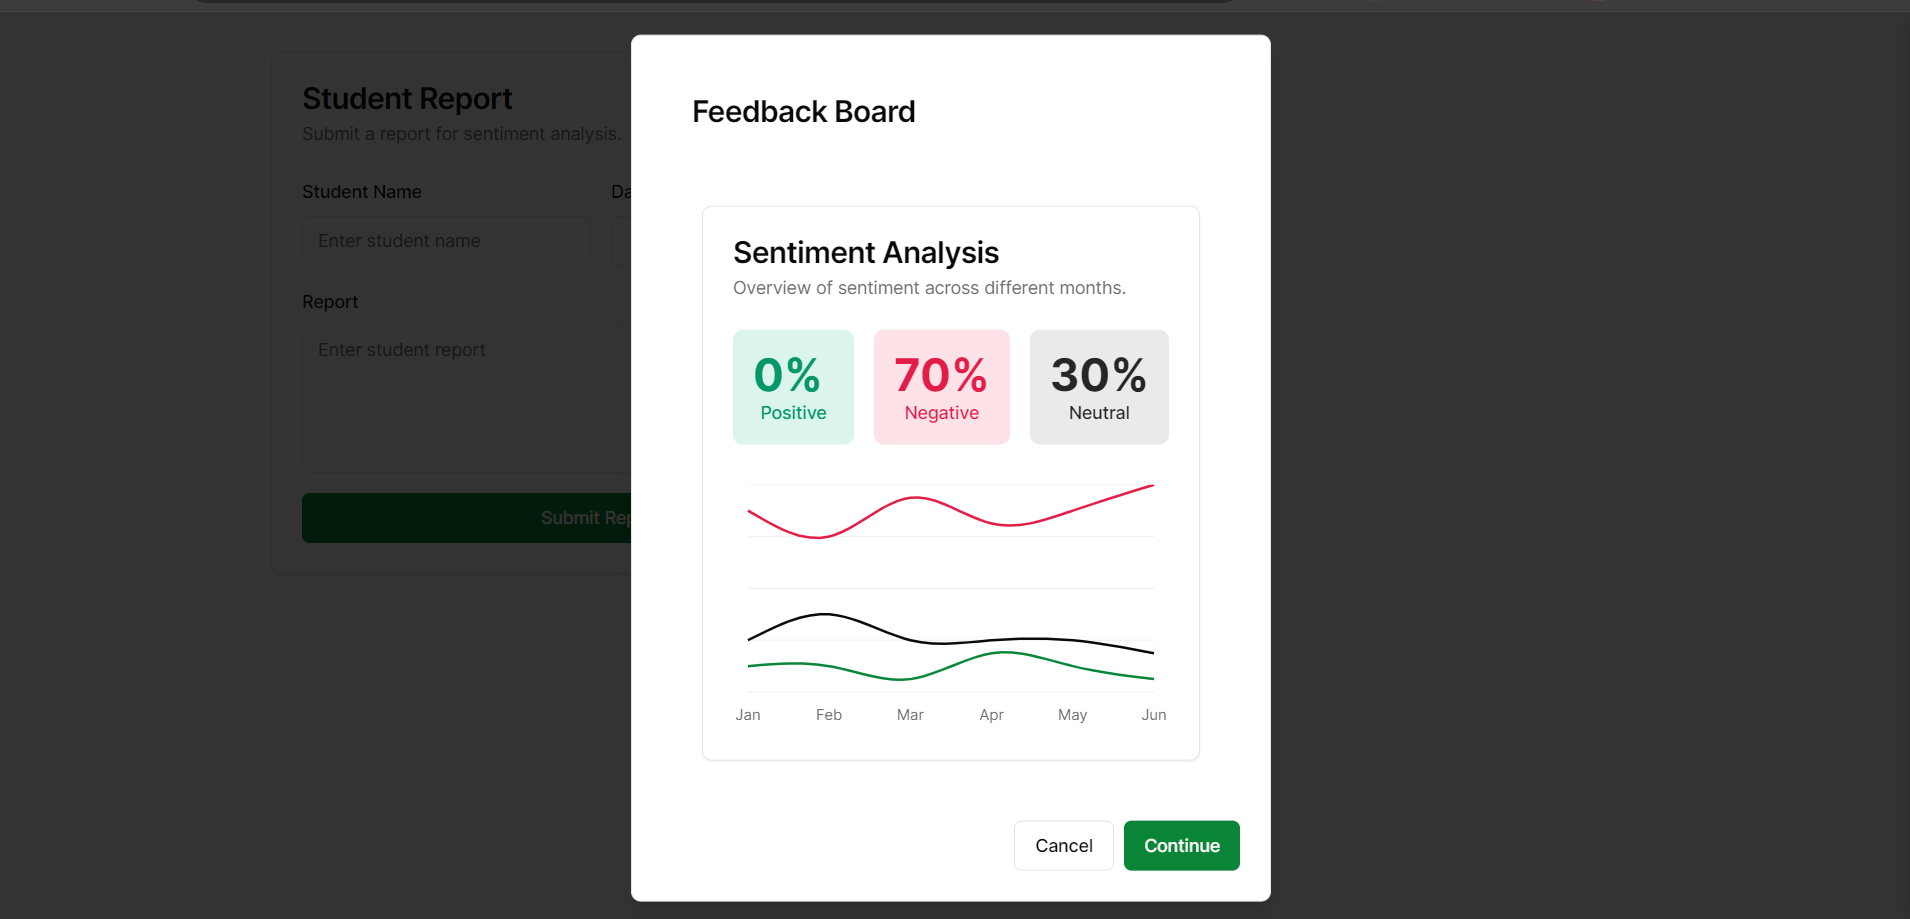 Student Report
Submit a report for sentiment analysis.
Student Name
Da
Enter student name
Report
Enter student report
Submit Rep
Feedback Board
Sentiment Analysis
Overview of sentiment across different months.
0%
Positive
70%
Negative
30%
Neutral
Jan Feb Mar Apr May Jun
Cancel Continue